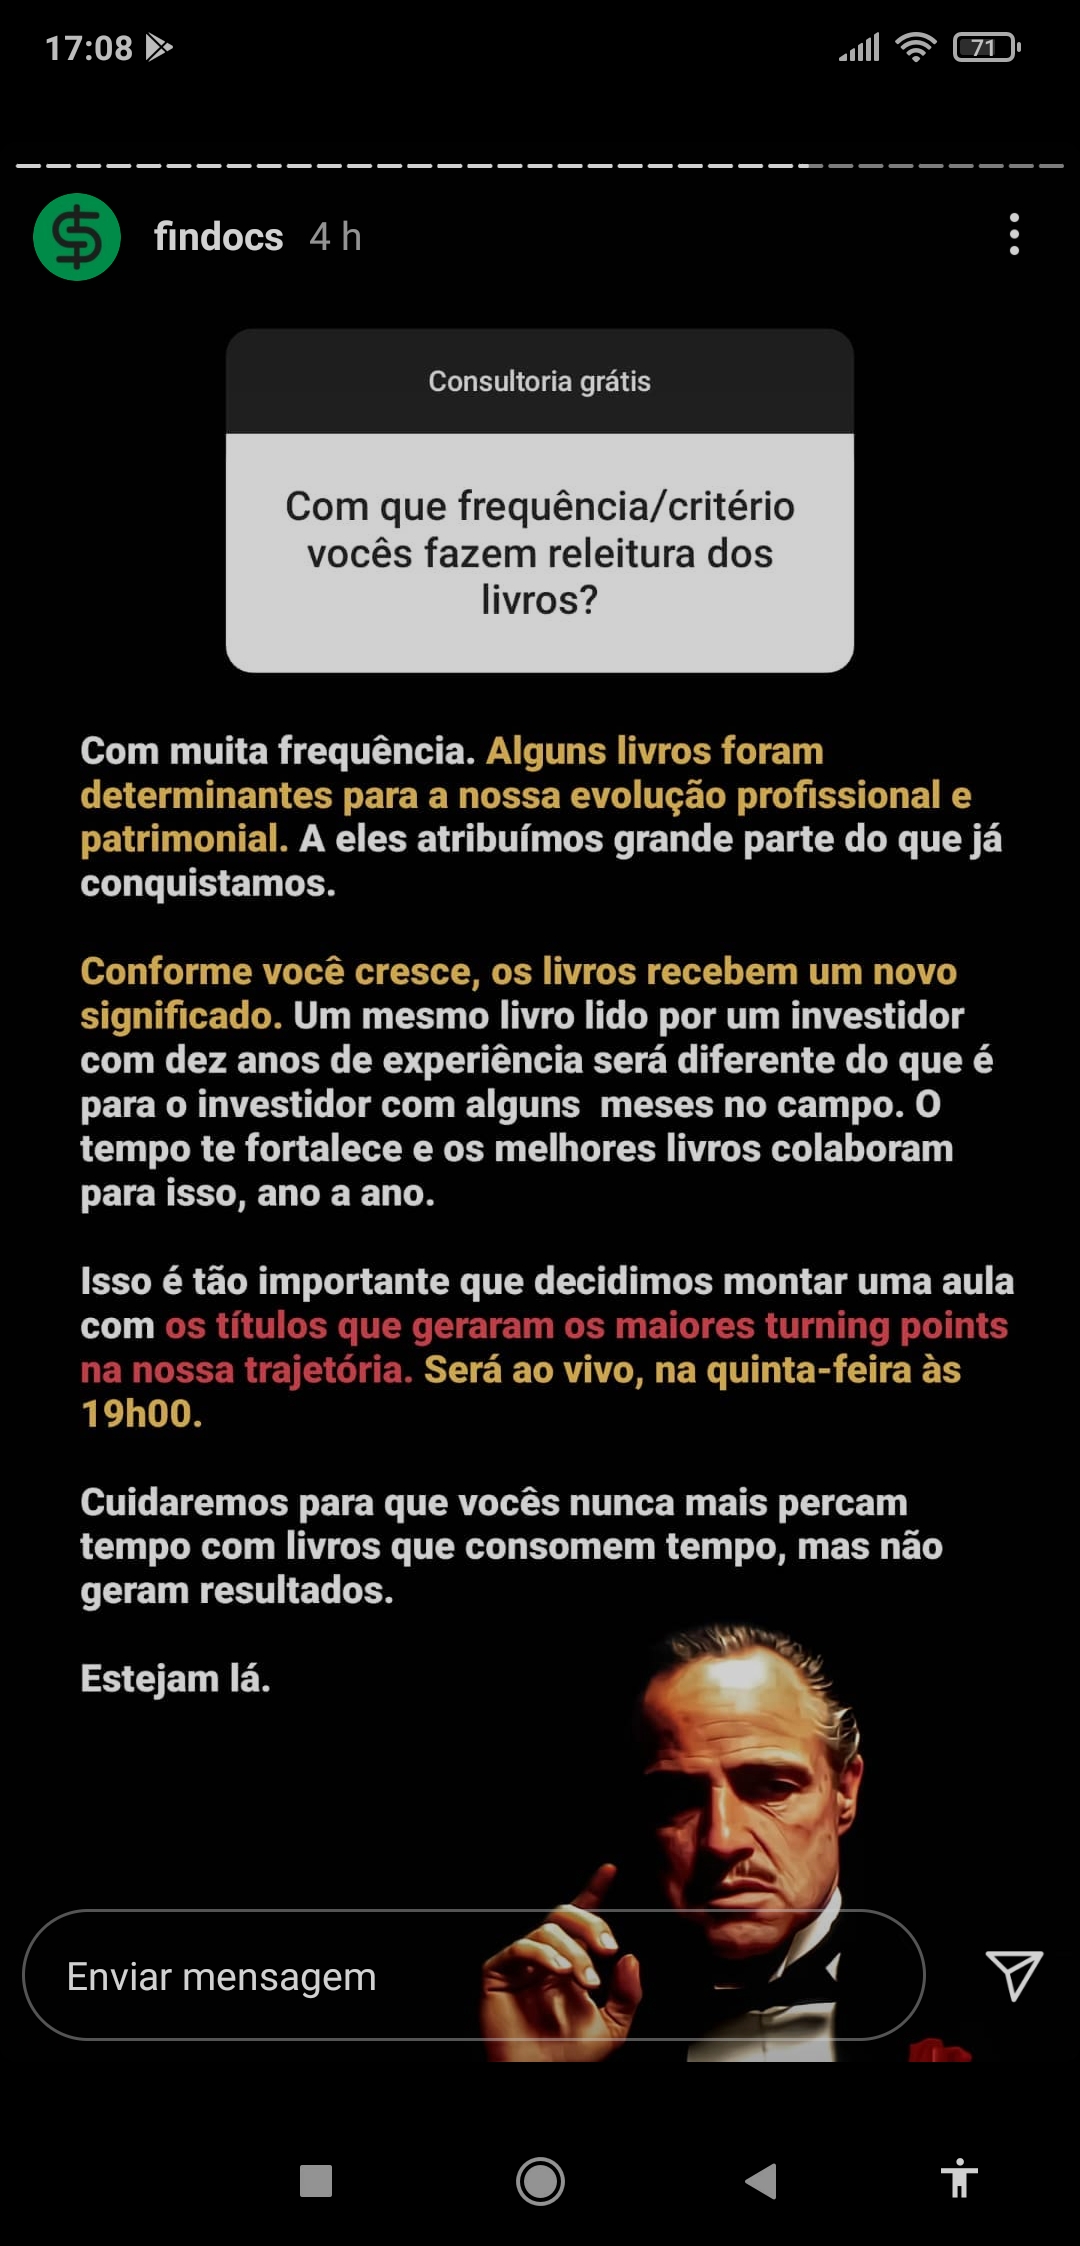 17:08
71
findocs 4 h
Consultoria grátis
Com que frequência/critério
vocês fazem releitura dos
livros?
Com muita frequência. Alguns livros foram
determinantes para a nossa evolução profissional e
patrimonial. A eles atribuímos grande parte do que já
conquistamos.
Conforme você cresce, os livros recebem um novo
significado. Um mesmo livro lido por um investidor
com dez anos de experiência será diferente do que é
para o investidor com alguns  meses no campo. O
tempo te fortalece e os melhores livros colaboram
para isso, ano a ano.
Isso é tão importante que decidimos montar uma aula
com os títulos que geraram os maiores turning points
na nossa trajetória. Será ao vivo, na quinta-feira às
19h00.
Cuidaremos para que vocês nunca mais percam
tempo com livros que consomem tempo, mas não
geram resultados.
Estejam lá.
Enviar mensagem